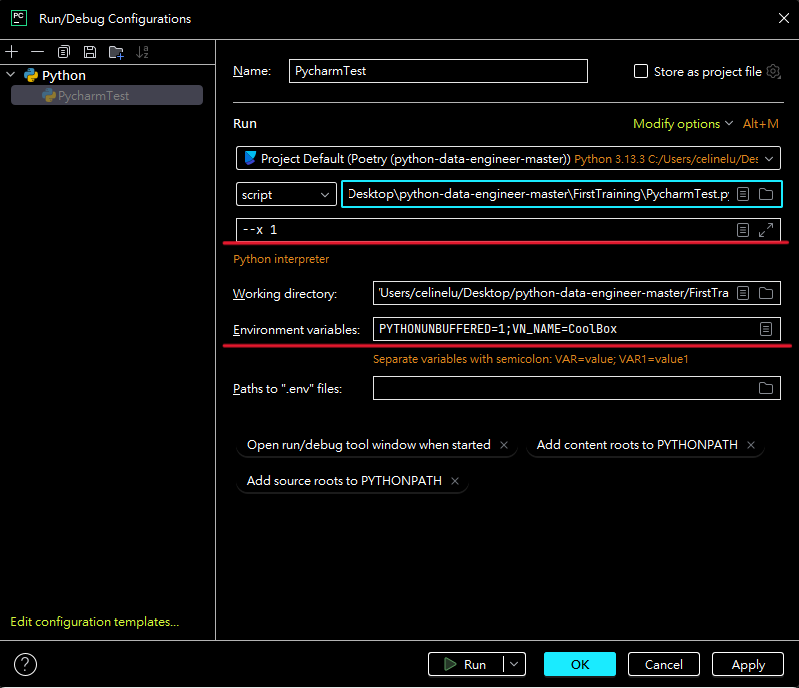 PC Run/Debug Configurations
Python
PycharmTest
Edit configuration templates...
Name: PycharmTest Store as project file
Run Modify options Alt+M
Project Default (Poetry (python-data-engineer-master)) Python 3.13.3 C:/Users/celinelu/Des
script Desktop\python-data-engineer-master\FirstTraining\PycharmTest.py
--x 1
Python interpreter
Working directory: 'Users/celinelu/Desktop/python-data-engineer-master/FirstTra
Environment variables: PYTHONUNBUFFERED=1;VN_NAME=CoolBox
Separate variables with semicolon: VAR=value; VAR1=value1
Paths to ".env" files:
Open run/debug tool window when started × Add content roots to PYTHONPATH ×
Add source roots to PYTHONPATH ×
? Run OK Cancel Apply